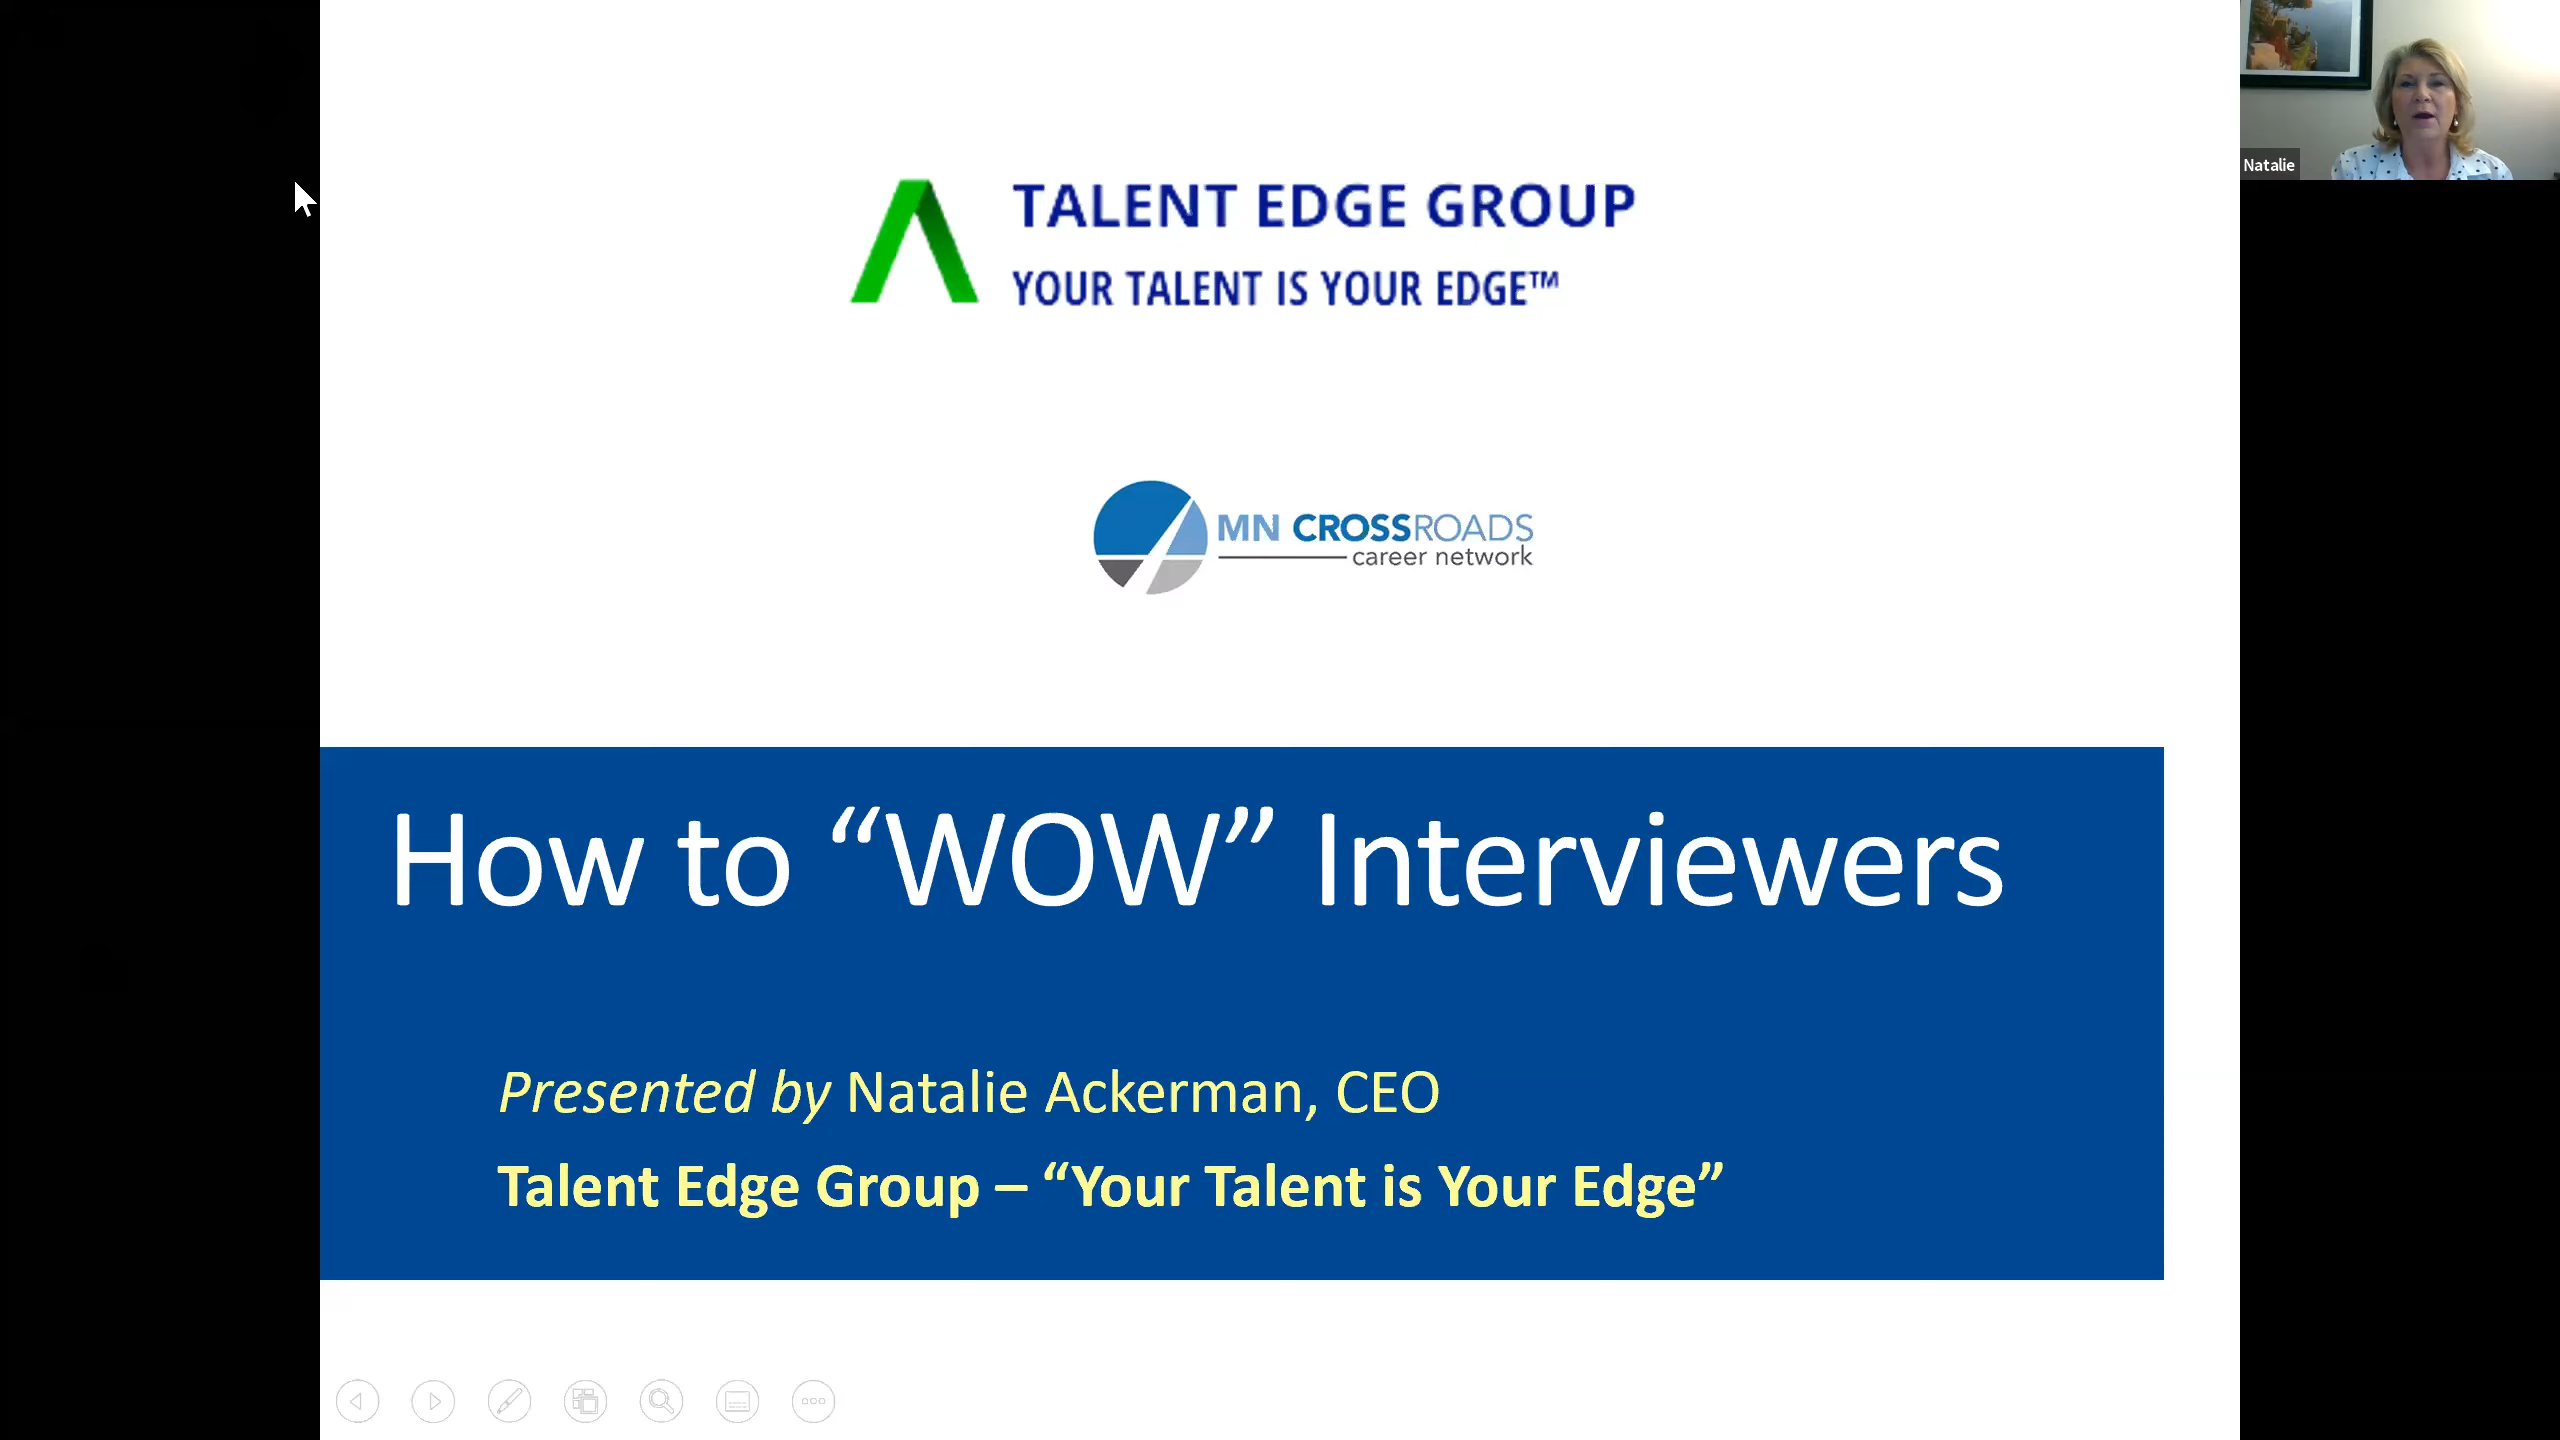 TALENT EDGE GROUP
YOUR TALENT IS YOUR EDGE™
Natalie
MN CROSSROADS
career network
How to “WOW” Interviewers
Presented by Natalie Ackerman, CEO
Talent Edge Group – “Your Talent is Your Edge”